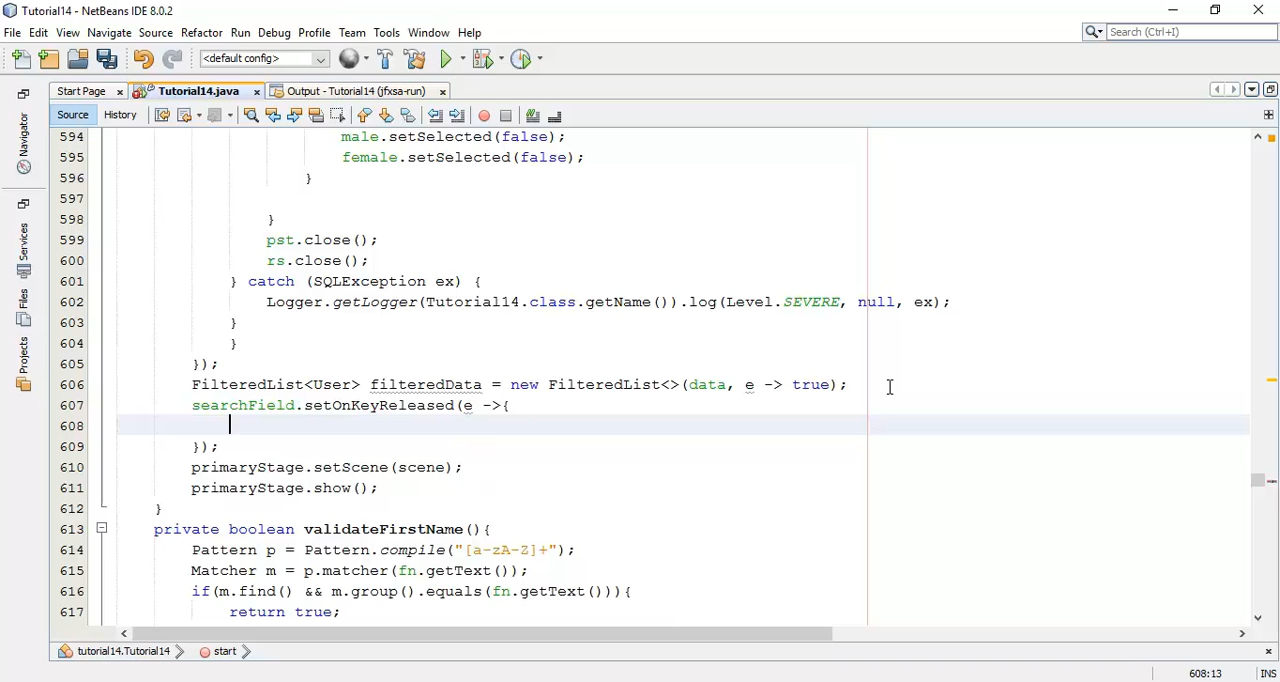 Tutorial14 - NetBeans IDE 8.0.2
File Edit View Navigate Source Refactor Run Debug Profile Team Tools Window Help
Search (Ctrl+I)
<default config>
Start Page Tutorial14.java Output - Tutorial14 (jfxsa-run)
Source History
Navigator
Services
Files
Projects
594 male.setSelected(false);
595 female.setSelected(false);
596 }
597
598 }
599 pst.close();
600 rs.close();
601 } catch (SQLException ex) {
602 Logger.getLogger(Tutorial14.class.getName()).log(Level.SEVERE, null, ex);
603 }
604 }
605 });
606 FilteredList<User> filteredData = new FilteredList<>(data, e -> true);
607 searchField.setOnKeyReleased(e ->{
608
609 });
610 primaryStage.setScene(scene);
611 primaryStage.show();
612 }
613 private boolean validateFirstName(){
614 Pattern p = Pattern.compile("[a-zA-Z]+");
615 Matcher m = p.matcher(fn.getText());
616 if(m.find() && m.group().equals(fn.getText())){
617 return true;
tutorial14.Tutorial14 start
608:13 INS